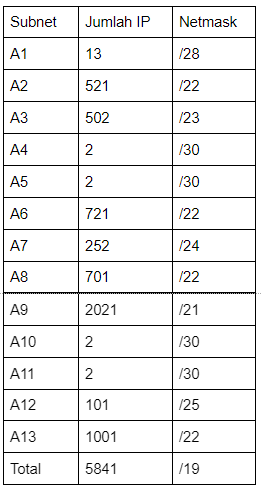 Subnet Jumlah IP Netmask
A1 13 /28
A2 521 /22
A3 502 /23
A4 2 /30
A5 2 /30
A6 721 /22
A7 252 /24
A8 701 /22
A9 2021 /21
A10 2 /30
A11 2 /30
A12 101 /25
A13 1001 /22
Total 5841 /19